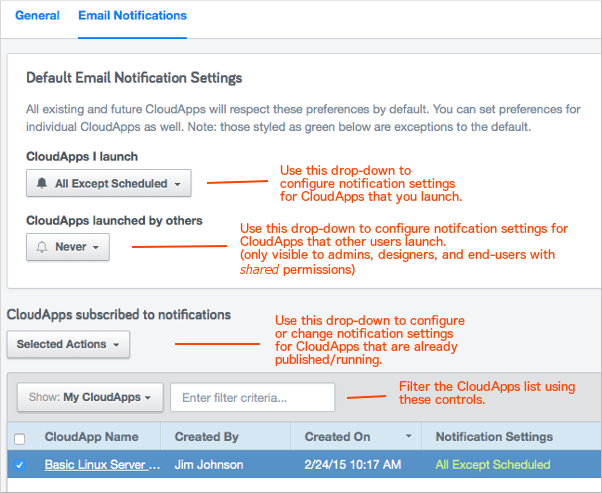 General Email Notifications
Default Email Notification Settings
All existing and future CloudApps will respect these preferences by default. You can set preferences for
individual CloudApps as well. Note: those styled as green below are exceptions to the default.
CloudApps I launch
All Except Scheduled
Use this drop-down to
configure notification settings
for CloudApps that you launch.
CloudApps launched by others
Never
Use this drop-down to configure notifcation settings for
CloudApps that other users launch.
(only visible to admins, designers, and end-users with
shared permissions)
CloudApps subscribed to notifications
Selected Actions
Use this drop-down to configure
or change notification settings
for CloudApps that are already
published/running.
Show: My CloudApps
Enter filter criteria...
Filter the CloudApps list using
these controls.
CloudApp Name Created By Created On Notification Settings
Basic Linux Server ... Jim Johnson 2/24/15 10:17 AM All Except Scheduled